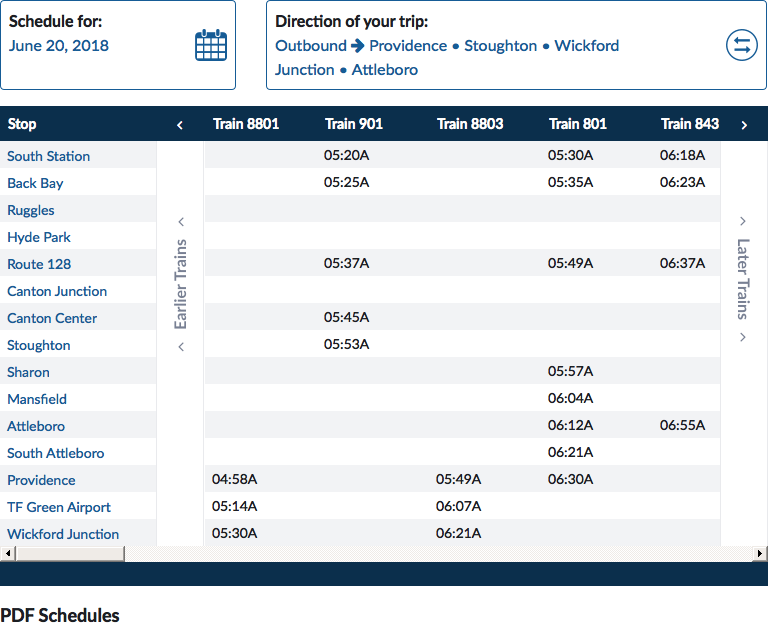 Schedule for:
June 20, 2018
Direction of your trip:
Outbound → Providence • Stoughton • Wickford
Junction • Attleboro
Stop < Train 8801 Train 901 Train 8803 Train 801 Train 843 >
South Station 05:20A 05:30A 06:18A
Back Bay 05:25A 05:35A 06:23A
Ruggles
Hyde Park
Route 128 05:37A 05:49A 06:37A
Canton Junction
Canton Center 05:45A
Stoughton 05:53A
Sharon 05:57A
Mansfield 06:04A
Attleboro 06:12A 06:55A
South Attleboro 06:21A
Providence 04:58A 05:49A 06:30A
TF Green Airport 05:14A 06:07A
Wickford Junction 05:30A 06:21A
< Earlier Trains <
> Later Trains >
PDF Schedules